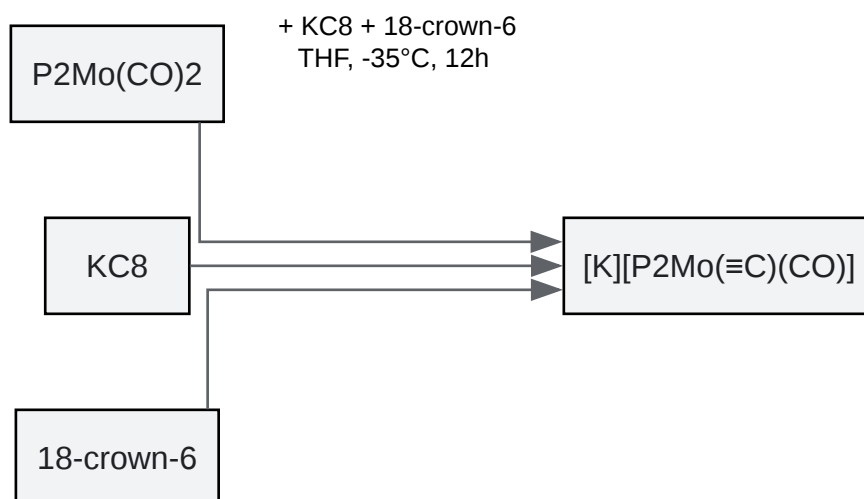 + KC8 + 18-crown-6
THF, -35°C, 12h
P2Mo(CO)2
KC8
[K][P2Mo(≡C)(CO)]
18-crown-6